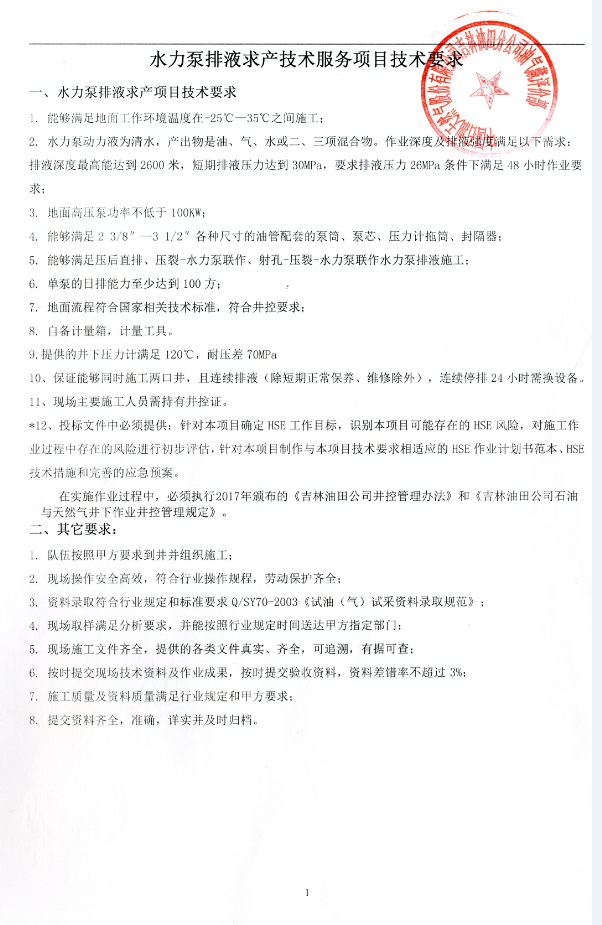 水力泵排液求产技术服务项目技术要求
一、水力泵排液求产项目技术要求
1. 能够满足地面工作环境温度在-25℃—35℃之间施工;
2. 水力泵动力液为清水，产出物是油、气、水或二、三项混合物。作业深度及排液强度满足以下需求：
排液深度最高能达到 2600 米，短期排液压力达到 30MPa，要求排液压力 26MPa 条件下满足 48 小时作业要
求;
3. 地面高压泵功率不低于 100KW;
4. 能够满足 2 3/8″—3 1/2″ 各种尺寸的油管配套的泵筒、泵芯、压力计拖筒、封隔器;
5. 能够满足压后直排、压裂-水力泵联作、射孔-压裂-水力泵联作水力泵排液施工;
6. 单泵的日排能力至少达到 100 方;
7. 地面流程符合国家相关技术标准，符合井控要求;
8. 自备计量箱，计量工具。
9.提供的井下压力计满足 120℃，耐压差 70MPa
10、保证能够同时施工两口井，且连续排液（除短期正常保养、维修除外），连续停排 24 小时需换设备。
11、现场主要施工人员需持有井控证。
*12、投标文件中必须提供：针对本项目确定 HSE 工作目标，识别本项目可能存在的 HSE 风险，对施工作
业过程中存在的风险进行初步评估，针对本项目制作与本项目技术要求相适应的 HSE 作业计划书范本、HSE
技术措施和完善的应急预案。
在实施作业过程中，必须执行2017年颁布的《吉林油田公司井控管理办法》和《吉林油田公司石油
与天然气井下作业井控管理规定》。
二、其它要求：
1. 队伍按照甲方要求到井并组织施工;
2. 现场操作安全高效，符合行业操作规程，劳动保护齐全;
3. 资料录取符合行业规定和标准要求 Q/SY70-2003《试油（气）试采资料录取规范》;
4. 现场取样满足分析要求，并能按照行业规定时间送达甲方指定部门;
5. 现场施工文件齐全，提供的各类文件真实、齐全，可追溯，有据可查;
6. 按时提交现场技术资料及作业成果，按时提交验收资料，资料差错率不超过 3%;
7. 施工质量及资料质量满足行业规定和甲方要求;
8. 提交资料齐全，准确，详实并及时归档。
1